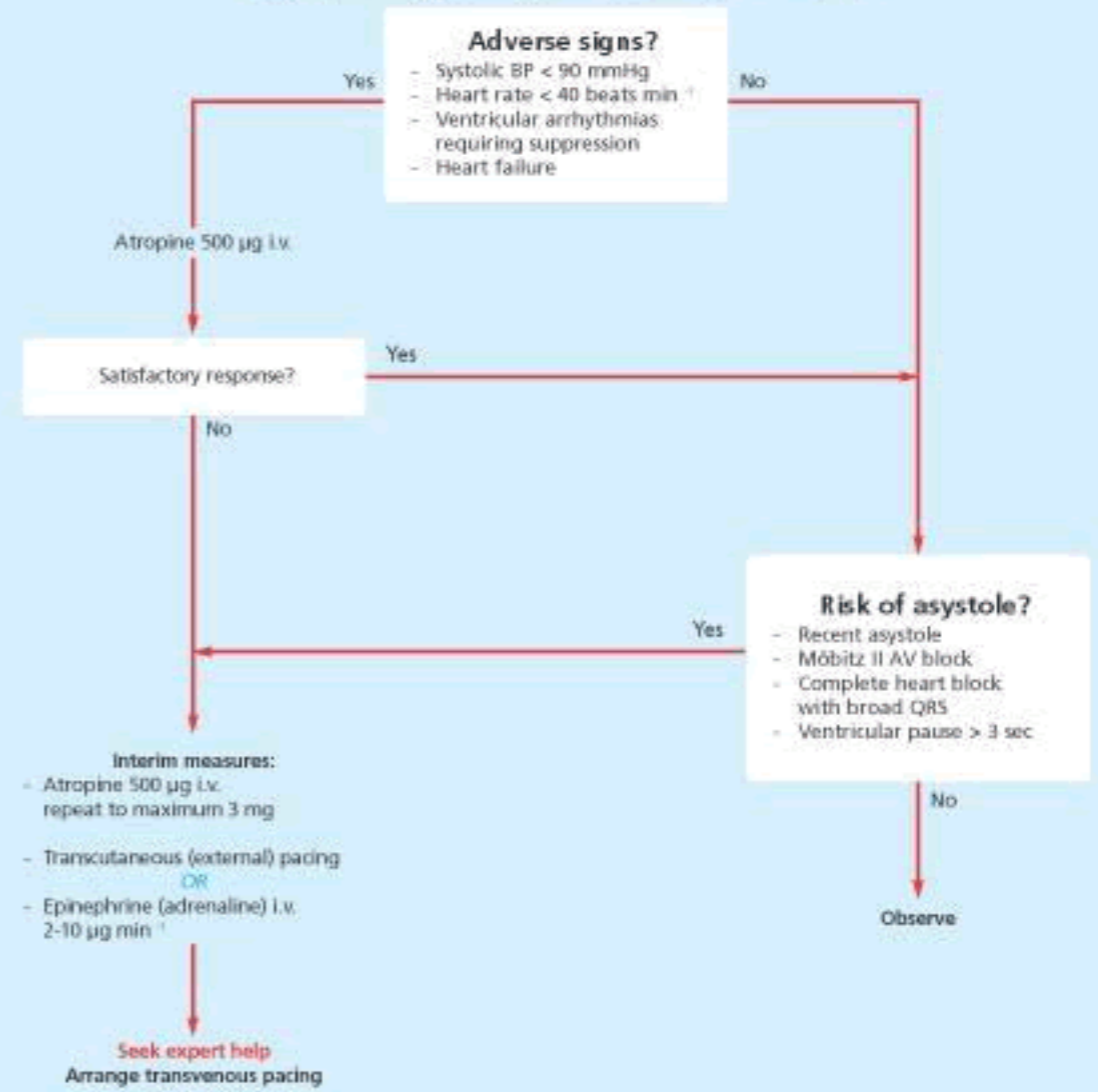 Adverse signs?
Yes
- Systolic BP < 90 mmHg
No
- Heart rate < 40 beats min
- Ventricular arrhythmias
requiring suppression
- Heart failure
Atropine 500 µg i.v.
Satisfactory response?
Yes
No
Risk of asystole?
Yes
- Recent asystole
- Möbitz II AV block
- Complete heart block
with broad QRS
- Ventricular pause > 3 sec
Interim measures:
- Atropine 500 µg i.v.
repeat to maximum 3 mg
No
- Transcutaneous (external) pacing
OR
- Epinephrine (adrenaline) i.v.
2-10 µg min
Observe
Seek expert help
Arrange transvenous pacing